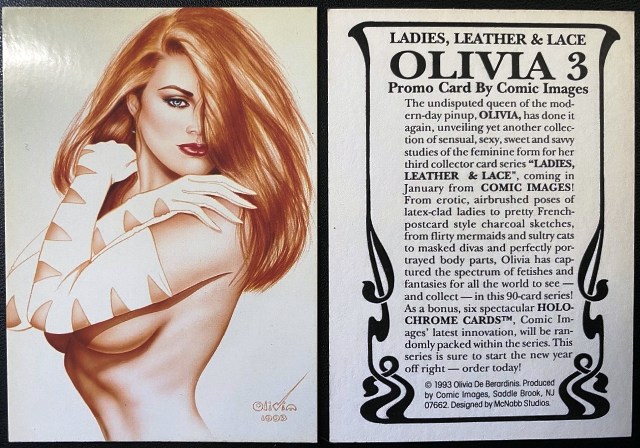 Olivia
1993
LADIES, LEATHER & LACE
OLIVIA 3
Promo Card By Comic Images
The undisputed queen of the mod-
ern-day pinup, OLIVIA, has done it
again, unveiling yet another collec-
tion of sensual, sexy, sweet and savvy
studies of the feminine form for her
third collector card series "LADIES,
LEATHER & LACE", coming in
January from COMIC IMAGES!
From erotic, airbrushed poses of
latex-clad ladies to pretty French-
postcard style charcoal sketches,
from flirty mermaids and sultry cats
to masked divas and perfectly por-
trayed body parts, Olivia has cap-
tured the spectrum of fetishes and
fantasies for all the world to see —
and collect — in this 90-card series!
As a bonus, six spectacular HOLO-
CHROME CARDS™, Comic Im-
ages' latest innovation, will be ran-
domly packed within the series. This
series is sure to start the new year
off right — order today!
© 1993 Olivia De Berardinis. Produced
by Comic Images, Saddle Brook, NJ
07662. Designed by McNabb Studios.